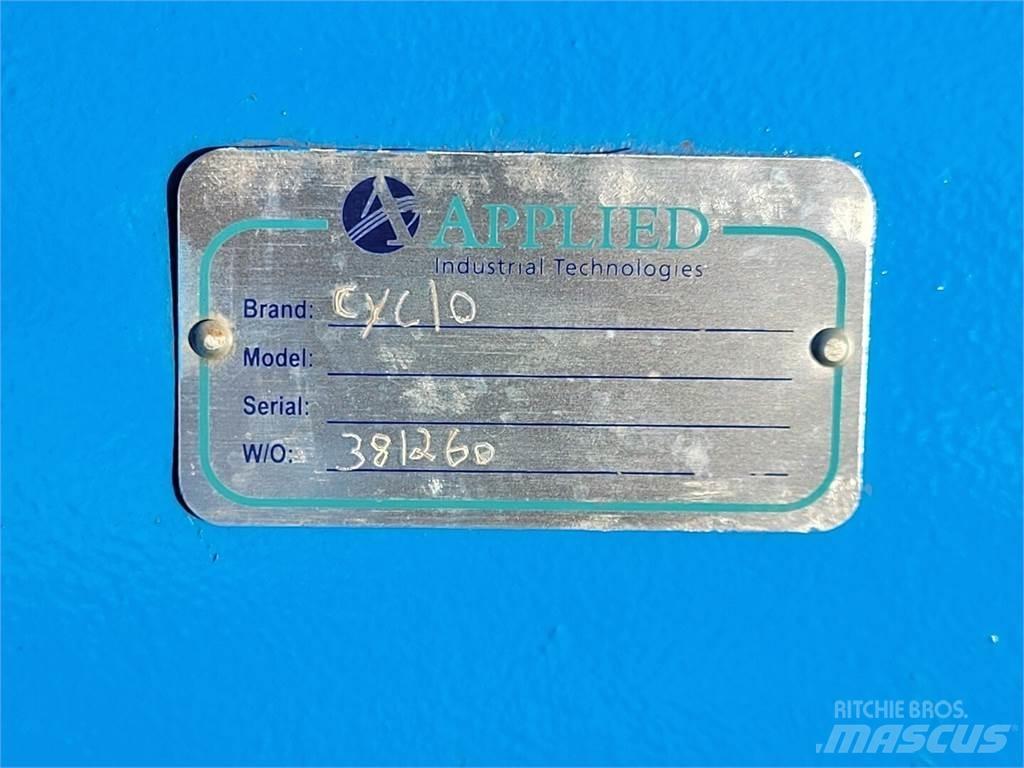 A APPLIED
Industrial Technologies
Brand: CYCLO
Model:
Serial:
W/O: 381260
RITCHIE BROS.
MASCUS